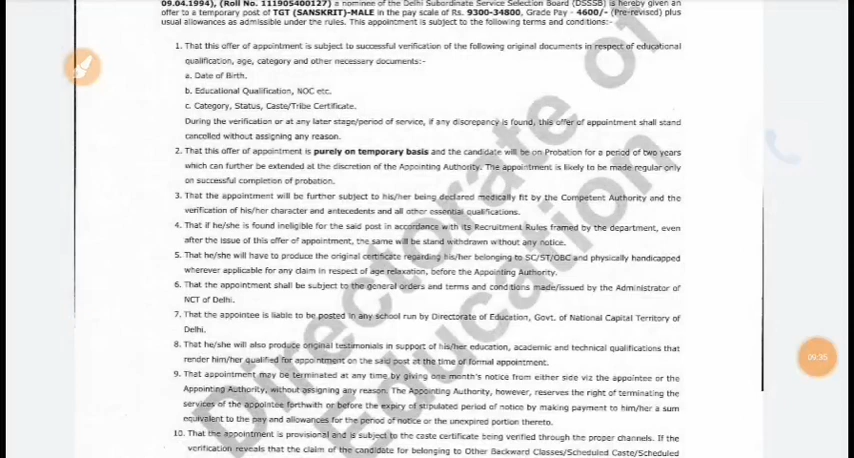 09.04.1994), (Roll No. 111905400127) a nominee of the Delhi Subordinate Service Selection Board (DSSSB) is hereby given an
offer to a temporary post of TGT (SANSKRIT)-MALE in the pay scale of Rs. 9300-34800, Grade Pay - 4600/- (Pre-revised) plus
usual allowances as admissible under the rules. This appointment is subject to the following terms and conditions:-
1. That this offer of appointment is subject to successful verification of the following original documents in respect of educational
qualification, age, category and other necessary documents:-
a. Date of Birth.
b. Educational Qualification, NOC etc.
c. Category, Status, Caste/Tribe Certificate.
During the verification or at any later stage/period of service, if any discrepancy is found, this offer of appointment shall stand
cancelled without assigning any reason.
2. That this offer of appointment is purely on temporary basis and the candidate will be on Probation for a period of two years
which can further be extended at the discretion of the Appointing Authority. The appointment is likely to be made regular only
on successful completion of probation.
3. That the appointment will be further subject to his/her being declared medically fit by the Competent Authority and the
verification of his/her character and antecedents and all other essential qualifications.
4. That if he/she is found ineligible for the said post in accordance with its Recruitment Rules framed by the department, even
after the issue of this offer of appointment, the same will be stand withdrawn without any notice.
5. That he/she will have to produce the original certificate regarding his/her belonging to SC/ST/OBC and physically handicapped
wherever applicable for any claim in respect of age relaxation, before the Appointing Authority.
6. That the appointment shall be subject to the general orders and terms and conditions made/issued by the Administrator of
NCT of Delhi.
7. That the appointee is liable to be posted in any school run by Directorate of Education, Govt. of National Capital Territory of
Delhi.
8. That he/she will also produce original testimonials in support of his/her education, academic and technical qualifications that
render him/her qualified for appointment on the said post at the time of formal appointment.
9. That appointment may be terminated at any time by giving one month's notice from either side viz the appointee or the
Appointing Authority, without assigning any reason. The Appointing Authority, however, reserves the right of terminating the
services of the appointee forthwith or before the expiry of stipulated period of notice by making payment to him/her a sum
equivalent to the pay and allowances for the period of notice or the unexpired portion thereto.
10. That the appointment is provisional and is subject to the caste certificate being verified through the proper channels. If the
verification reveals that the claim of the candidate for belonging to Other Backward Classes/Scheduled Caste/Scheduled
Directorate of
Education
09:35